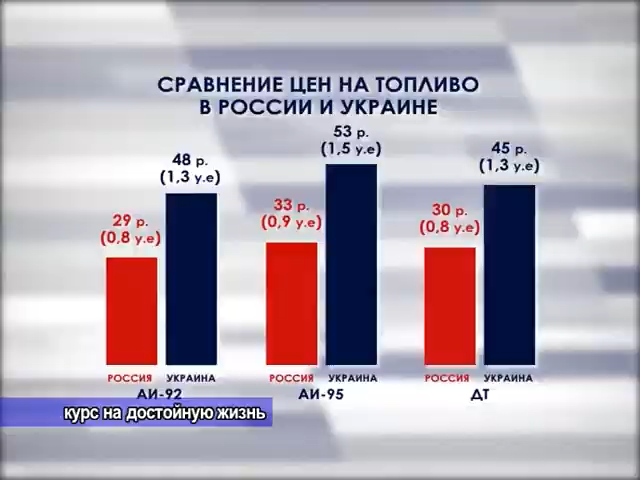 СРАВНЕНИЕ ЦЕН НА ТОПЛИВО
В РОССИИ И УКРАИНЕ
29 р.
(0,8 у.е)
48 р.
(1,3 у.е)
33 р.
(0,9 у.е)
53 р.
(1,5 у.е)
30 р.
(0,8 у.е)
45 р.
(1,3 у.е)
РОССИЯ УКРАИНА
РОССИЯ УКРАИНА
РОССИЯ УКРАИНА
АИ-92
АИ-95
ДТ
курс на достойную жизнь